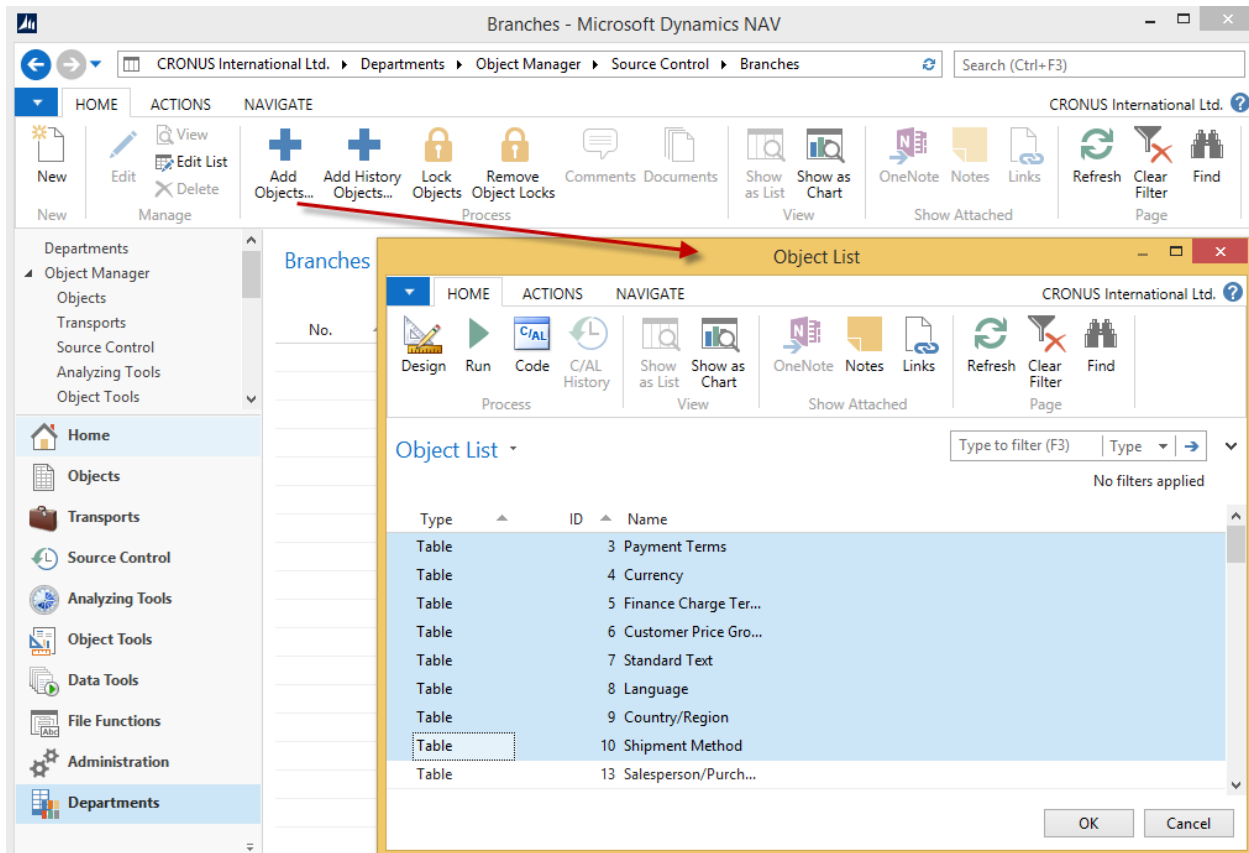 Branches - Microsoft Dynamics NAV
CRONUS International Ltd. Departments Object Manager Source Control Branches
Search (Ctrl+F3)
HOME ACTIONS NAVIGATE CRONUS International Ltd.
New
Edit
View
Edit List
Delete
Add Objects...
Add History Objects...
Lock Objects
Remove Object Locks
Comments
Documents
Show as List
Show as Chart
OneNote
Notes
Links
Refresh
Clear Filter
Find
New Manage Process View Show Attached Page
Departments
Object Manager
Objects
Transports
Source Control
Analyzing Tools
Object Tools
Home
Objects
Transports
Source Control
Analyzing Tools
Object Tools
Data Tools
File Functions
Abc
Administration
Departments
Branches
No.
Object List
HOME ACTIONS NAVIGATE CRONUS International Ltd.
Design
Run
C/AL
Code
C/AL History
Show as List
Show as Chart
OneNote
Notes
Links
Refresh
Clear Filter
Find
Process View Show Attached Page
Object List
Type to filter (F3) Type
No filters applied
Type ID Name
Table 3 Payment Terms
Table 4 Currency
Table 5 Finance Charge Ter...
Table 6 Customer Price Gro...
Table 7 Standard Text
Table 8 Language
Table 9 Country/Region
Table 10 Shipment Method
Table 13 Salesperson/Purch...
OK Cancel